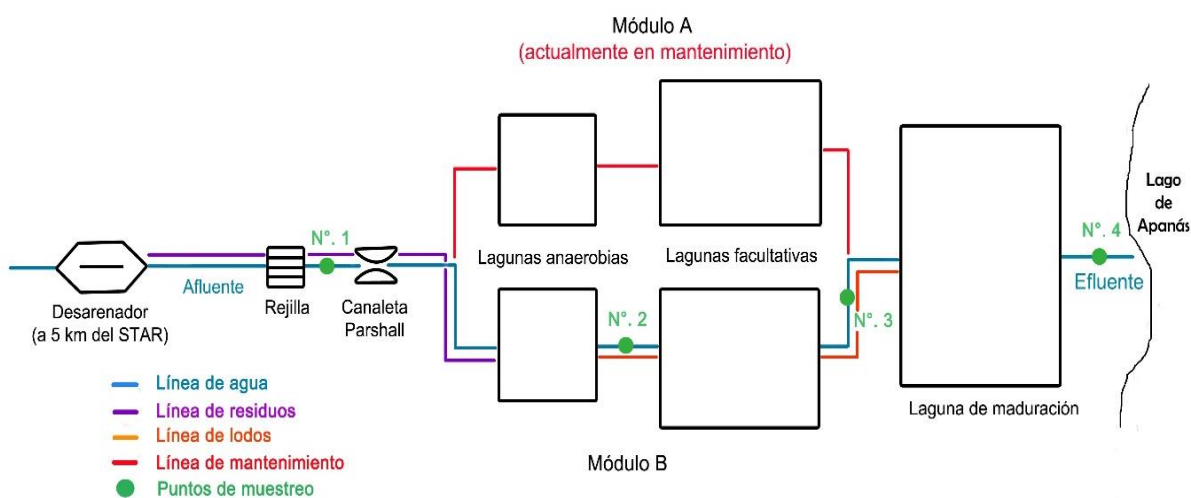 Módulo A
(actualmente en mantenimiento)
Lagunas anaerobias
Lagunas facultativas
Lago
de
Apanás
N°. 1
N°. 4
Afluente
Rejilla
Canaleta
Parshall
Desarenador
(a 5 km del STAR)
N°. 2
N°. 3
Efluente
Laguna de maduración
Módulo B
Línea de agua
Línea de residuos
Línea de lodos
Línea de mantenimiento
Puntos de muestreo